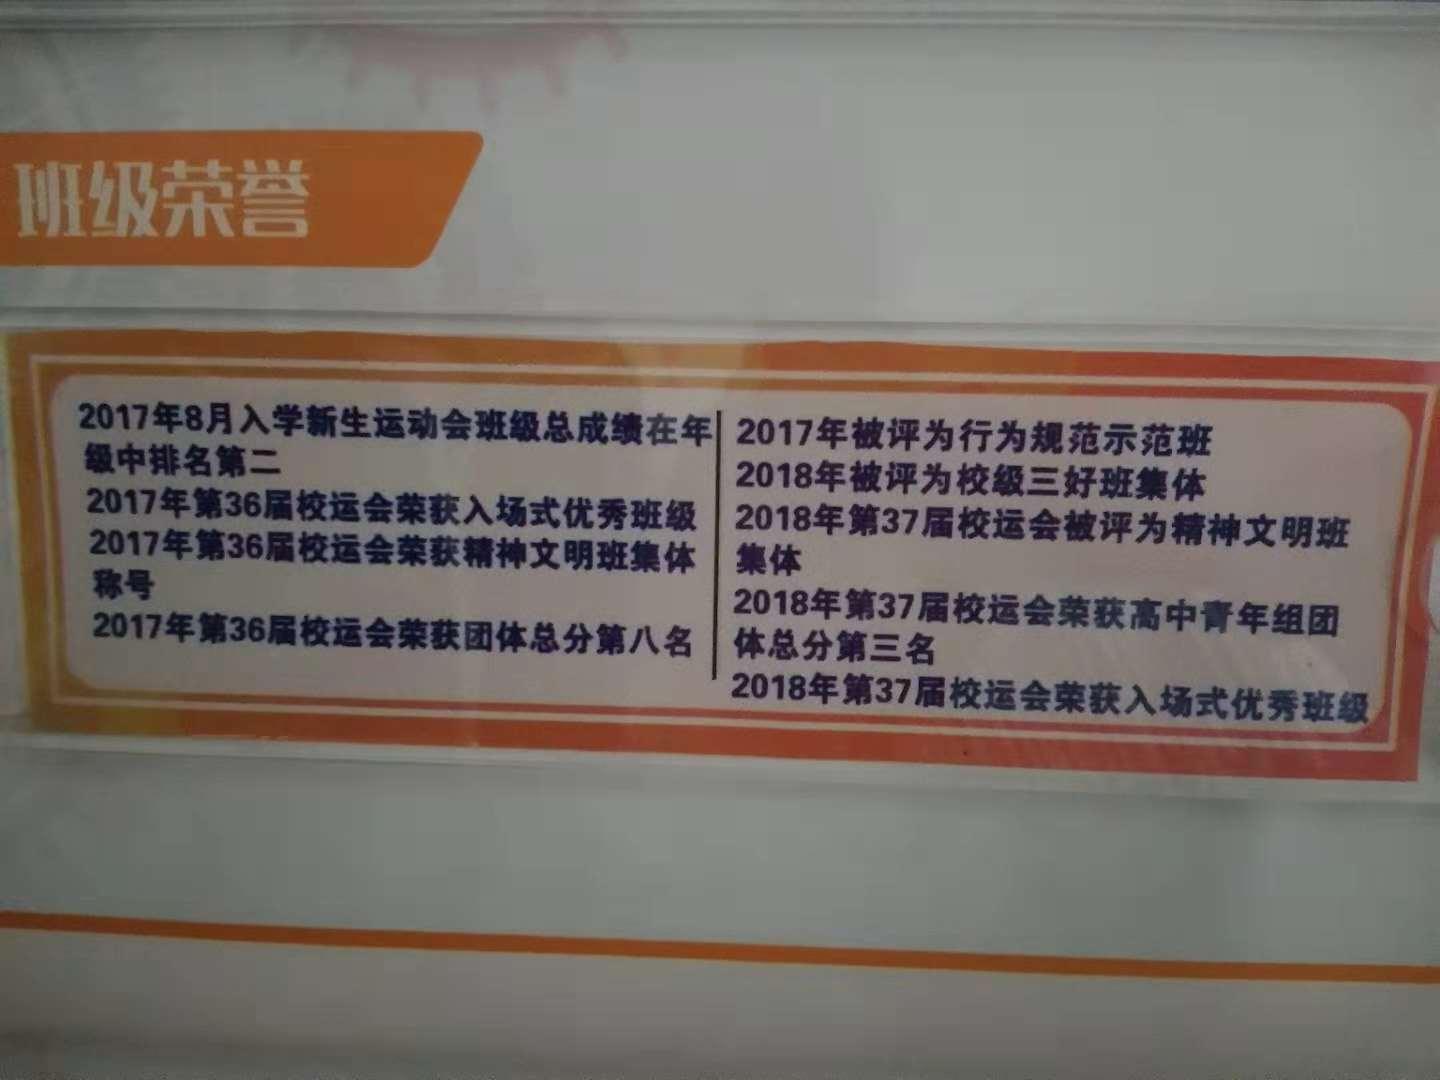 班级荣誉
2017年8月入学新生运动会班级总成绩在年
级中排名第二
2017年第36届校运会荣获入场式优秀班级
2017年第36届校运会荣获精神文明班集体
称号
2017年第36届校运会荣获团体总分第八名
2017年被评为行为规范示范班
2018年被评为校级三好班集体
2018年第37届校运会被评为精神文明班
集体
2018年第37届校运会荣获高中青年组团
体总分第三名
2018年第37届校运会荣获入场式优秀班级